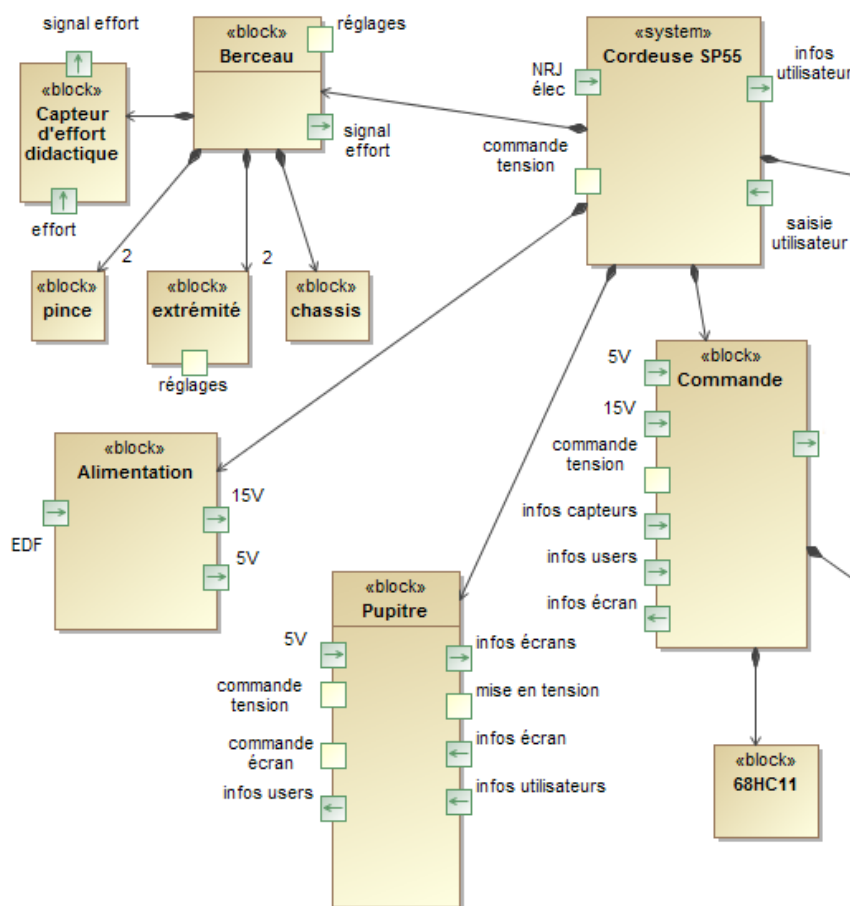 signal effort
«block»
Capteur
d'effort
didactique
effort
«block»
Berceau
réglages
signal
effort
«system»
Cordeuse SP55
NRJ
élec
commande
tension
infos
utilisateur
saisie
utilisateur
2
2
«block»
pince
«block»
extrémité
réglages
«block»
chassis
«block»
Commande
5V
15V
commande
tension
infos capteurs
infos users
infos écran
«block»
Alimentation
EDF
15V
5V
«block»
Pupitre
5V
commande
tension
commande
écran
infos users
infos écrans
mise en tension
infos écran
infos utilisateurs
«block»
68HC11